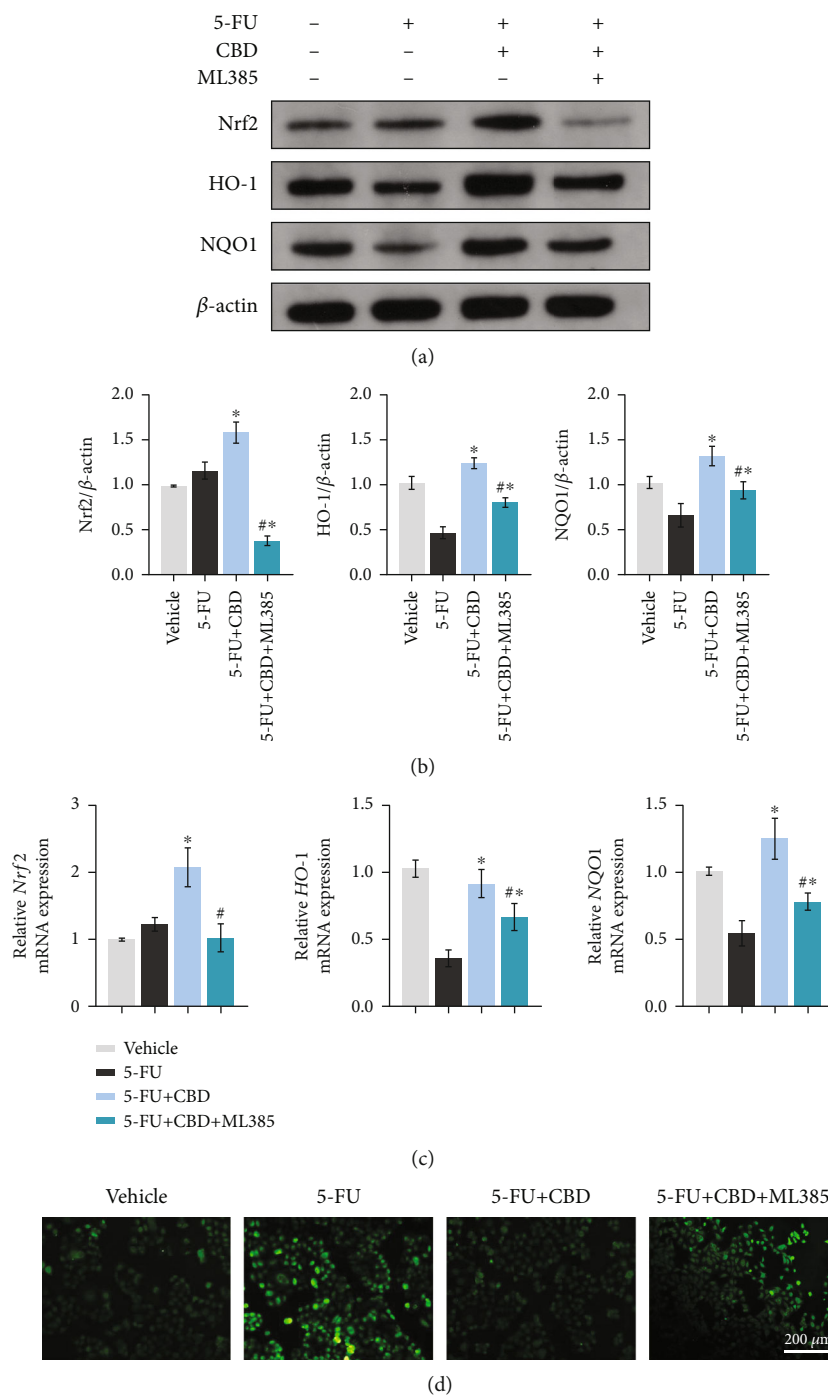 5-FU – + + +
CBD – – + +
ML385 – – – +
Nrf2
HO-1
NQO1
β-actin
(a)
Nrf2/β-actin
2.0
1.5
1.0
0.5
0.0
*
#*
Vehicle
5-FU
5-FU+CBD
5-FU+CBD+ML385
HO-1/β-actin
2.0
1.5
1.0
0.5
0.0
*
#*
Vehicle
5-FU
5-FU+CBD
5-FU+CBD+ML385
NQO1/β-actin
2.0
1.5
1.0
0.5
0.0
*
#*
Vehicle
5-FU
5-FU+CBD
5-FU+CBD+ML385
(b)
Relative Nrf2
mRNA expression
3
2
1
0
*
#
Relative HO-1
mRNA expression
1.5
1.0
0.5
0.0
*
#*
Relative NQO1
mRNA expression
1.5
1.0
0.5
0.0
*
#*
Vehicle
5-FU
5-FU+CBD
5-FU+CBD+ML385
(c)
Vehicle 5-FU 5-FU+CBD 5-FU+CBD+ML385
200 μm
(d)